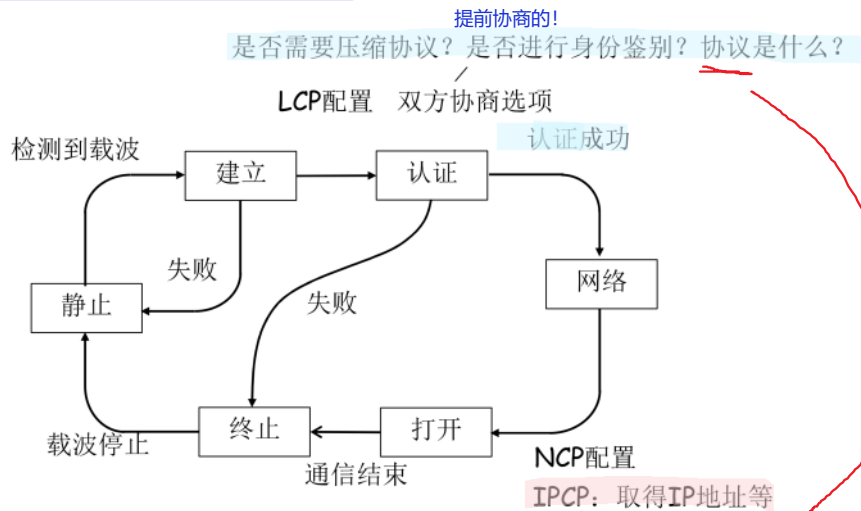 提前协商的！
是否需要压缩协议？是否进行身份鉴别？协议是什么？
LCP配置 双方协商选项
认证成功
检测到载波
建立
认证
失败
网络
静止
失败
终止
打开
载波停止
通信结束
NCP配置
IPCP：取得IP地址等